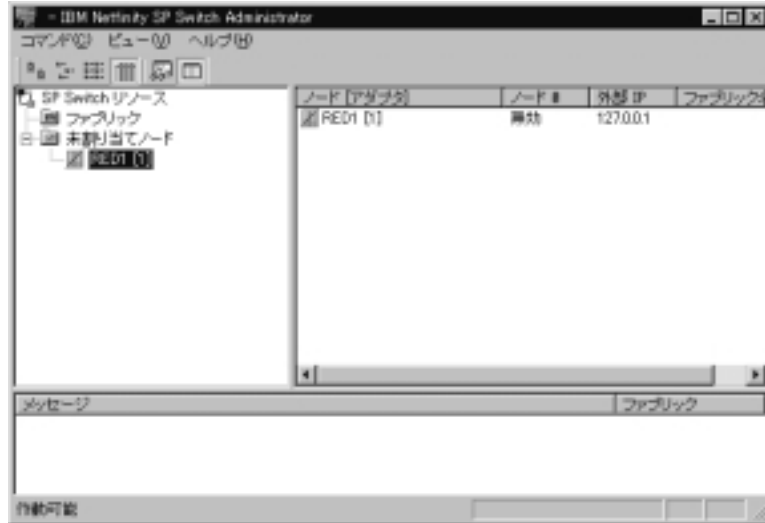 - IBM Netfinity SP Switch Administrator
コマンド(C) ビュー(V) ヘルプ(H)
SP Switch リソース
ファブリック
未割り当てノード
RED1 [1]
ノード [アダプタ] ノード # 外部 IP ファブリック
RED1 [1] 無効 127.0.0.1
メッセージ ファブリック
作動可能